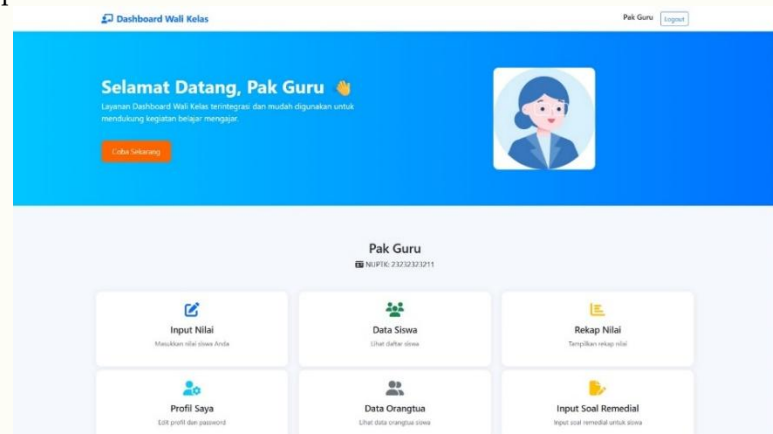 Dashboard Wali Kelas
Pak Guru Logout
Selamat Datang, Pak Guru 👋
Layanan Dashboard Wali Kelas terintegrasi dan mudah digunakan untuk
mendukung kegiatan belajar mengajar.
Coba Sekarang
Pak Guru
NUPTK: 23232323211
Input Nilai
Masukkan nilai siswa Anda
Data Siswa
Lihat daftar siswa
Rekap Nilai
Tampilkan rekap nilai
Profil Saya
Edit profil dan password
Data Orangtua
Lihat data orangtua siswa
Input Soal Remedial
Input soal remedial untuk siswa